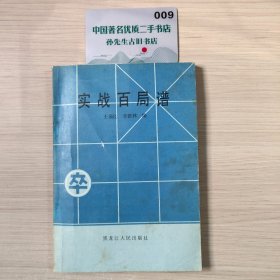 009
中国著名优质二手书店
孙先生古旧书店
实战百局谱
卒
黑龙江人民出版社